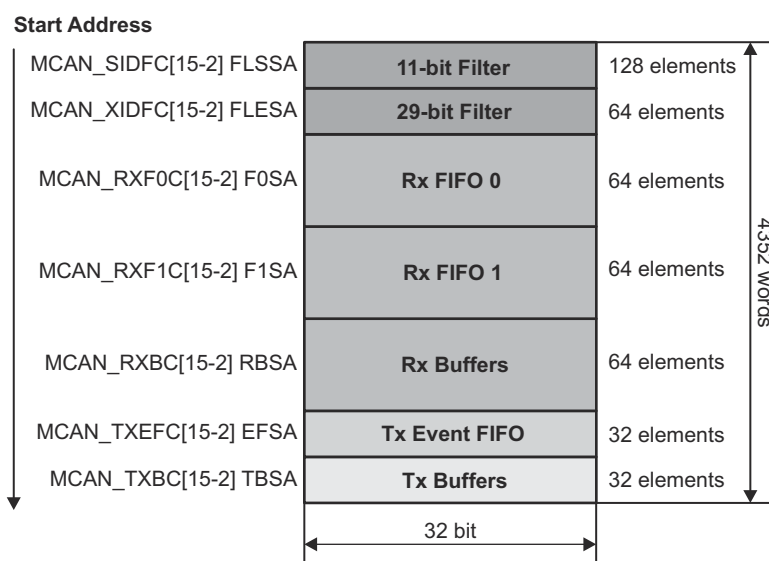 Start Address
MCAN_SIDFC[15-2] FLSSA 11-bit Filter 128 elements
MCAN_XIDFC[15-2] FLESA 29-bit Filter 64 elements
MCAN_RXF0C[15-2] F0SA Rx FIFO 0 64 elements
MCAN_RXF1C[15-2] F1SA Rx FIFO 1 64 elements
MCAN_RXBC[15-2] RBSA Rx Buffers 64 elements
MCAN_TXEFC[15-2] EFSA Tx Event FIFO 32 elements
MCAN_TXBC[15-2] TBSA Tx Buffers 32 elements
4352 words
32 bit